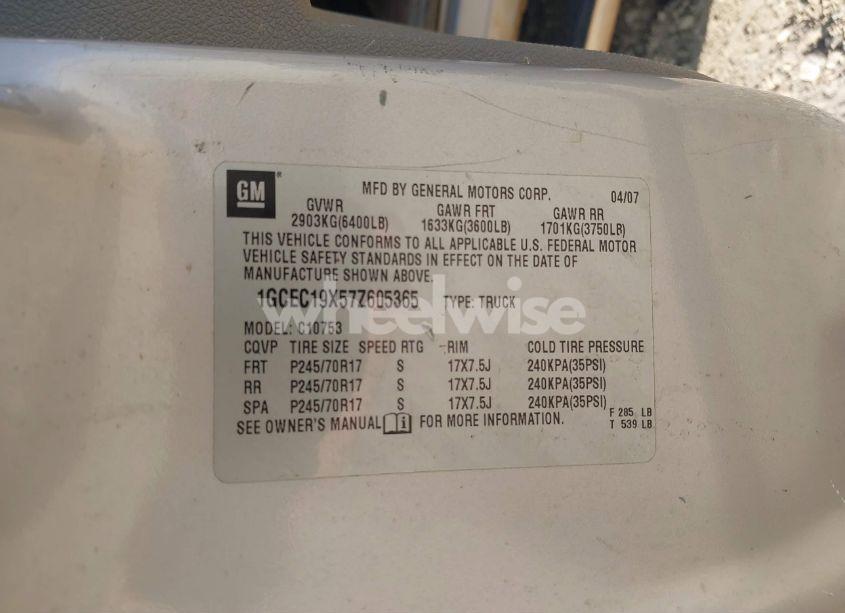 GM MFD BY GENERAL MOTORS CORP. 04/07
GVWR GAWR FRT GAWR RR
2903KG(6400LB) 1633KG(3600LB) 1701KG(3750LB)
THIS VEHICLE CONFORMS TO ALL APPLICABLE U.S. FEDERAL MOTOR
VEHICLE SAFETY STANDARDS IN EFFECT ON THE DATE OF
MANUFACTURE SHOWN ABOVE.
1GCEC19X57Z605365 TYPE: TRUCK
wheelwise
MODEL: C10753
CQVP TIRE SIZE SPEED RTG RIM COLD TIRE PRESSURE
FRT P245/70R17 S 17X7.5J 240KPA(35PSI)
RR P245/70R17 S 17X7.5J 240KPA(35PSI)
SPA P245/70R17 S 17X7.5J 240KPA(35PSI)
SEE OWNER'S MANUAL i FOR MORE INFORMATION.
F 285 LB
T 539 LB